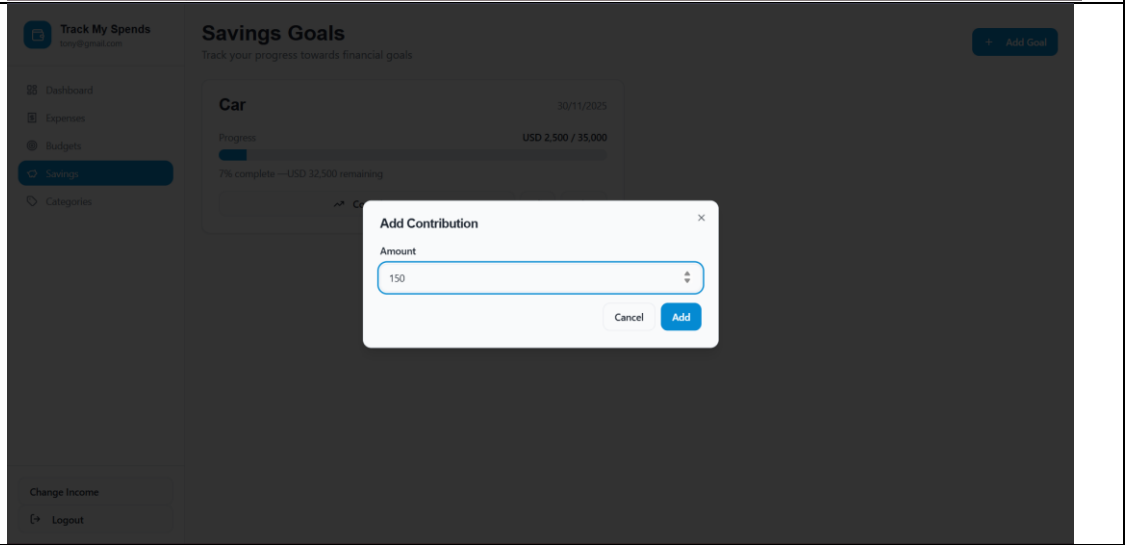 Track My Spends
tony@gmail.com
Dashboard
Expenses
Budgets
Savings
Categories
Change Income
Logout
Savings Goals
Track your progress towards financial goals
+ Add Goal
Car
30/11/2025
Progress
USD 2,500 / 35,000
7% complete —USD 32,500 remaining
Add Contribution
×
Amount
150
Cancel
Add